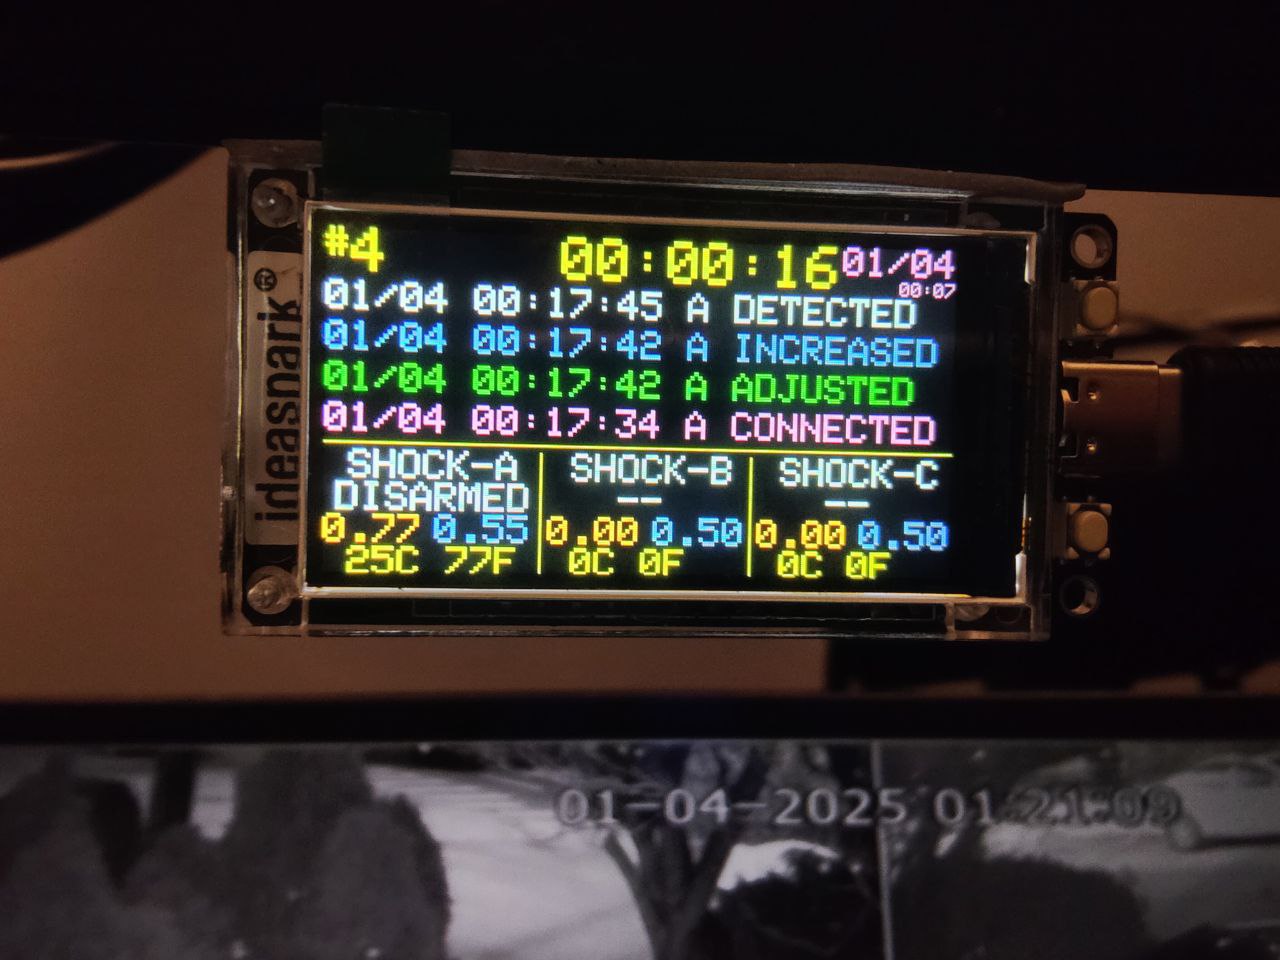 #4 00:00:16 01/04
00:07
01/04 00:17:45 A DETECTED
01/04 00:17:42 A INCREASED
01/04 00:17:42 A ADJUSTED
01/04 00:17:34 A CONNECTED
SHOCK-A SHOCK-B SHOCK-C
DISARMED -- --
0.77 0.55 0.00 0.50 0.00 0.50
25C 77F 0C 0F 0C 0F
ideaspark®
01-04-2025 01:21:09